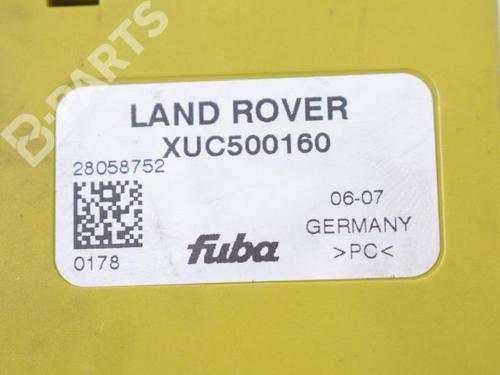 B-PARTS
LAND ROVER
XUC500160
28058752
06-07
GERMANY
0178
fuba
>PC<